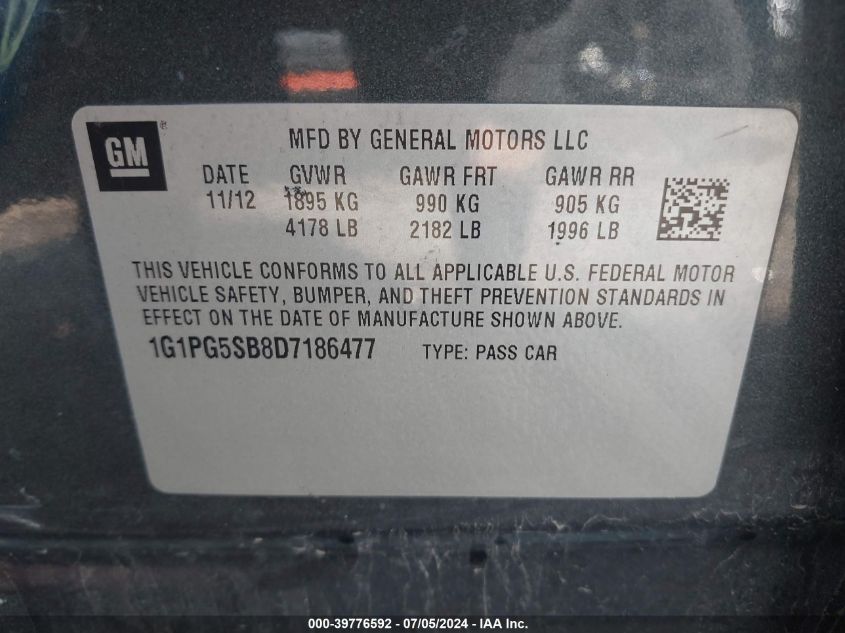 GM ®
MFD BY GENERAL MOTORS LLC
DATE GVWR GAWR FRT GAWR RR
11/12 1895 KG 990 KG 905 KG
4178 LB 2182 LB 1996 LB
THIS VEHICLE CONFORMS TO ALL APPLICABLE U.S. FEDERAL MOTOR
VEHICLE SAFETY, BUMPER, AND THEFT PREVENTION STANDARDS IN
EFFECT ON THE DATE OF MANUFACTURE SHOWN ABOVE.
1G1PG5SB8D7186477 TYPE: PASS CAR
000-39776592 - 07/05/2024 - IAA Inc.